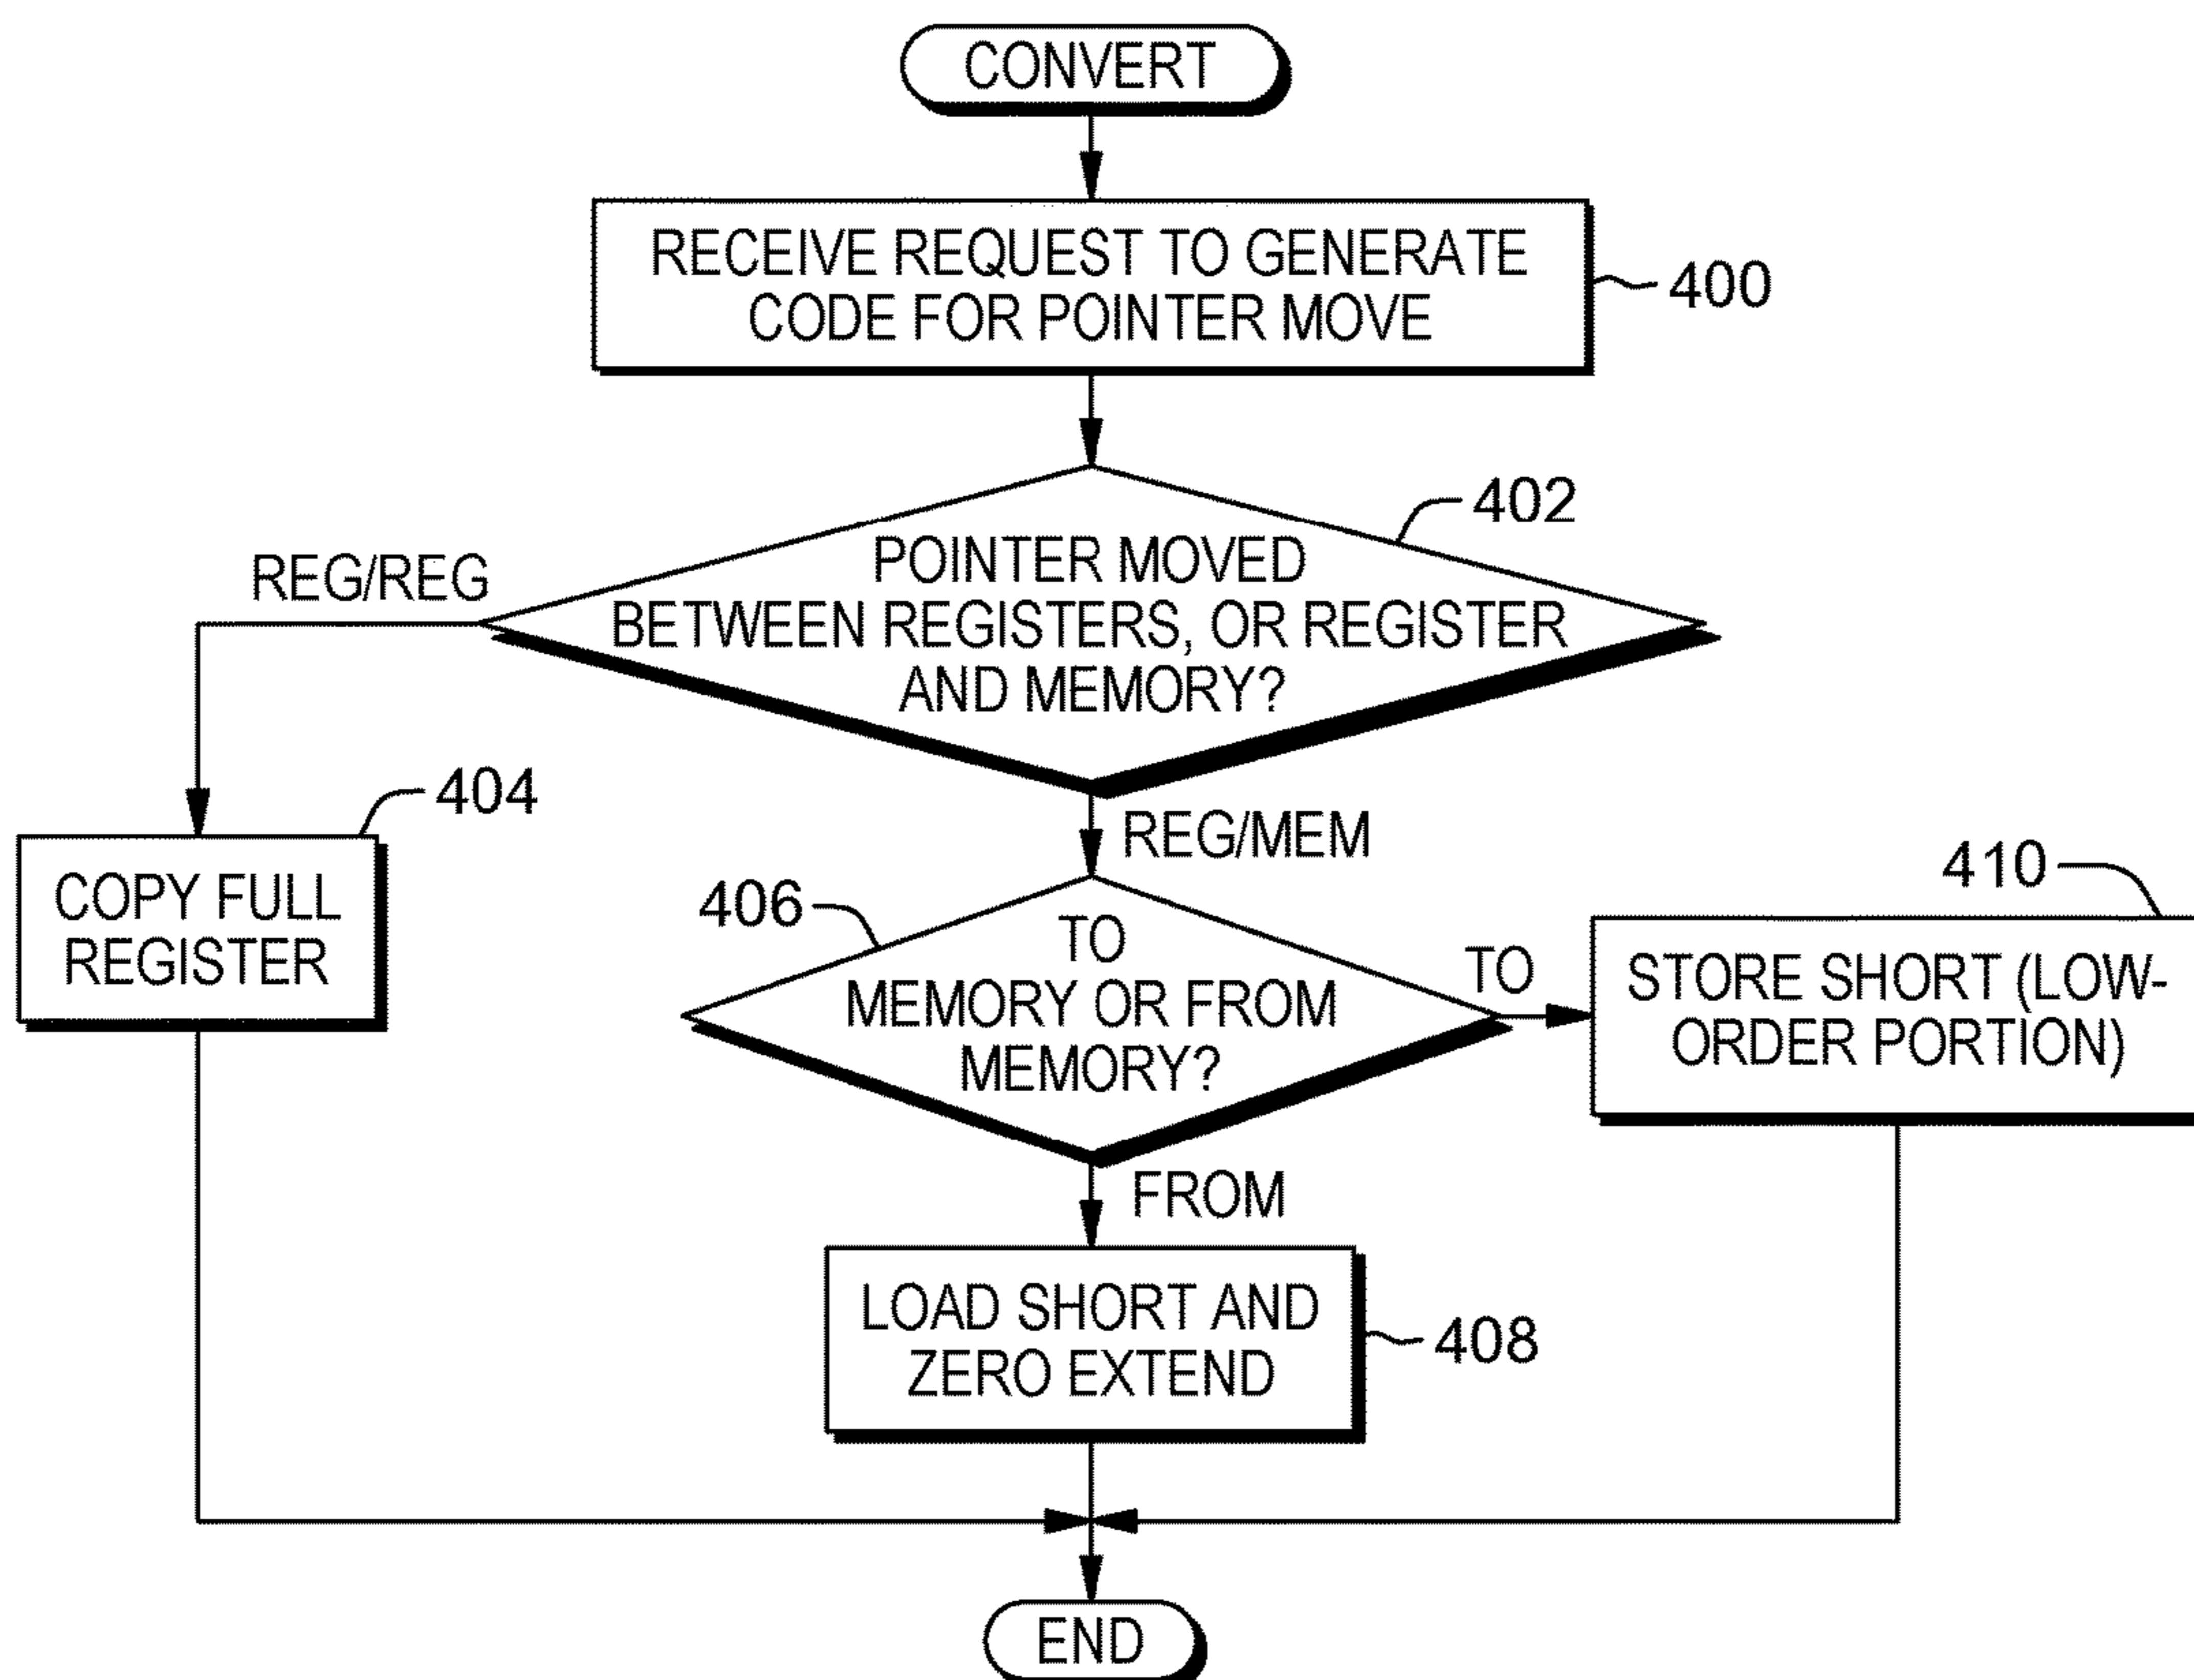 CONVERT
RECEIVE REQUEST TO GENERATE
CODE FOR POINTER MOVE
400
402
POINTER MOVED
BETWEEN REGISTERS, OR REGISTER
AND MEMORY?
REG/REG
404
COPY FULL
REGISTER
REG/MEM
406
TO
MEMORY OR FROM
MEMORY?
TO
410
STORE SHORT (LOW-
ORDER PORTION)
FROM
LOAD SHORT AND
ZERO EXTEND
408
END